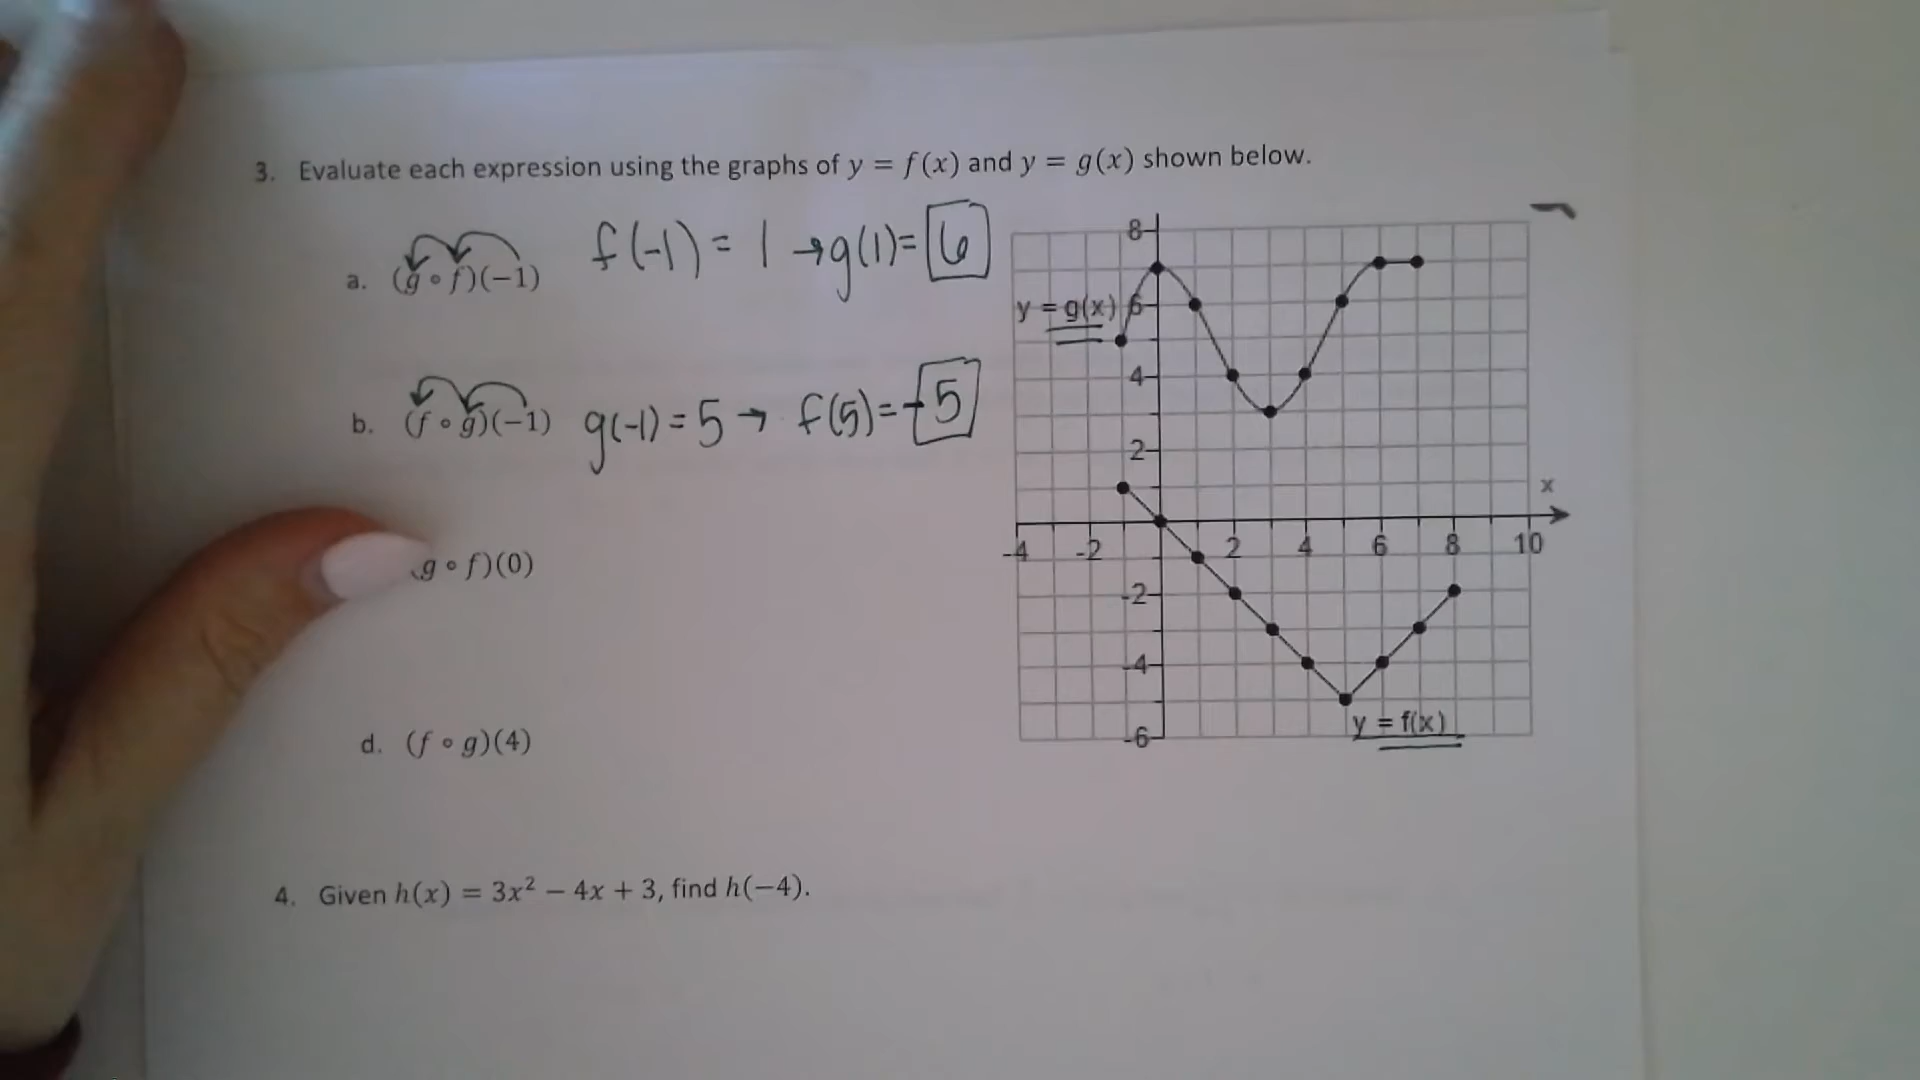 3. Evaluate each expression using the graphs of y = f(x) and y = g(x) shown below.
a. (g∘f)(−1) f(-1) = 1 → g(1) = 6
b. (f∘g)(−1) g(-1) = 5 → f(5) = -5
g∘f)(0)
d. (f∘g)(4)
8
y = g(x) 6
4
2
x
-4 -2 2 4 6 8 10
-2
-4
y = f(x)
-6
4. Given h(x) = 3x² − 4x + 3, find h(−4).